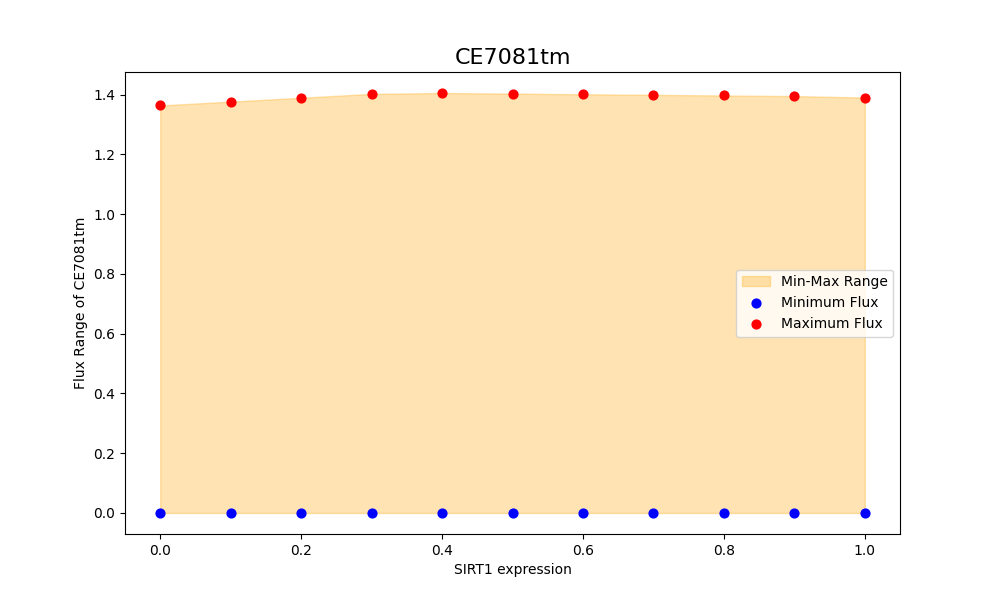 CE7081tm
1.4
1.2
1.0
0.8
0.6
0.4
0.2
0.0
Flux Range of CE7081tm
Min-Max Range
Minimum Flux
Maximum Flux
0.0 0.2 0.4 0.6 0.8 1.0
SIRT1 expression